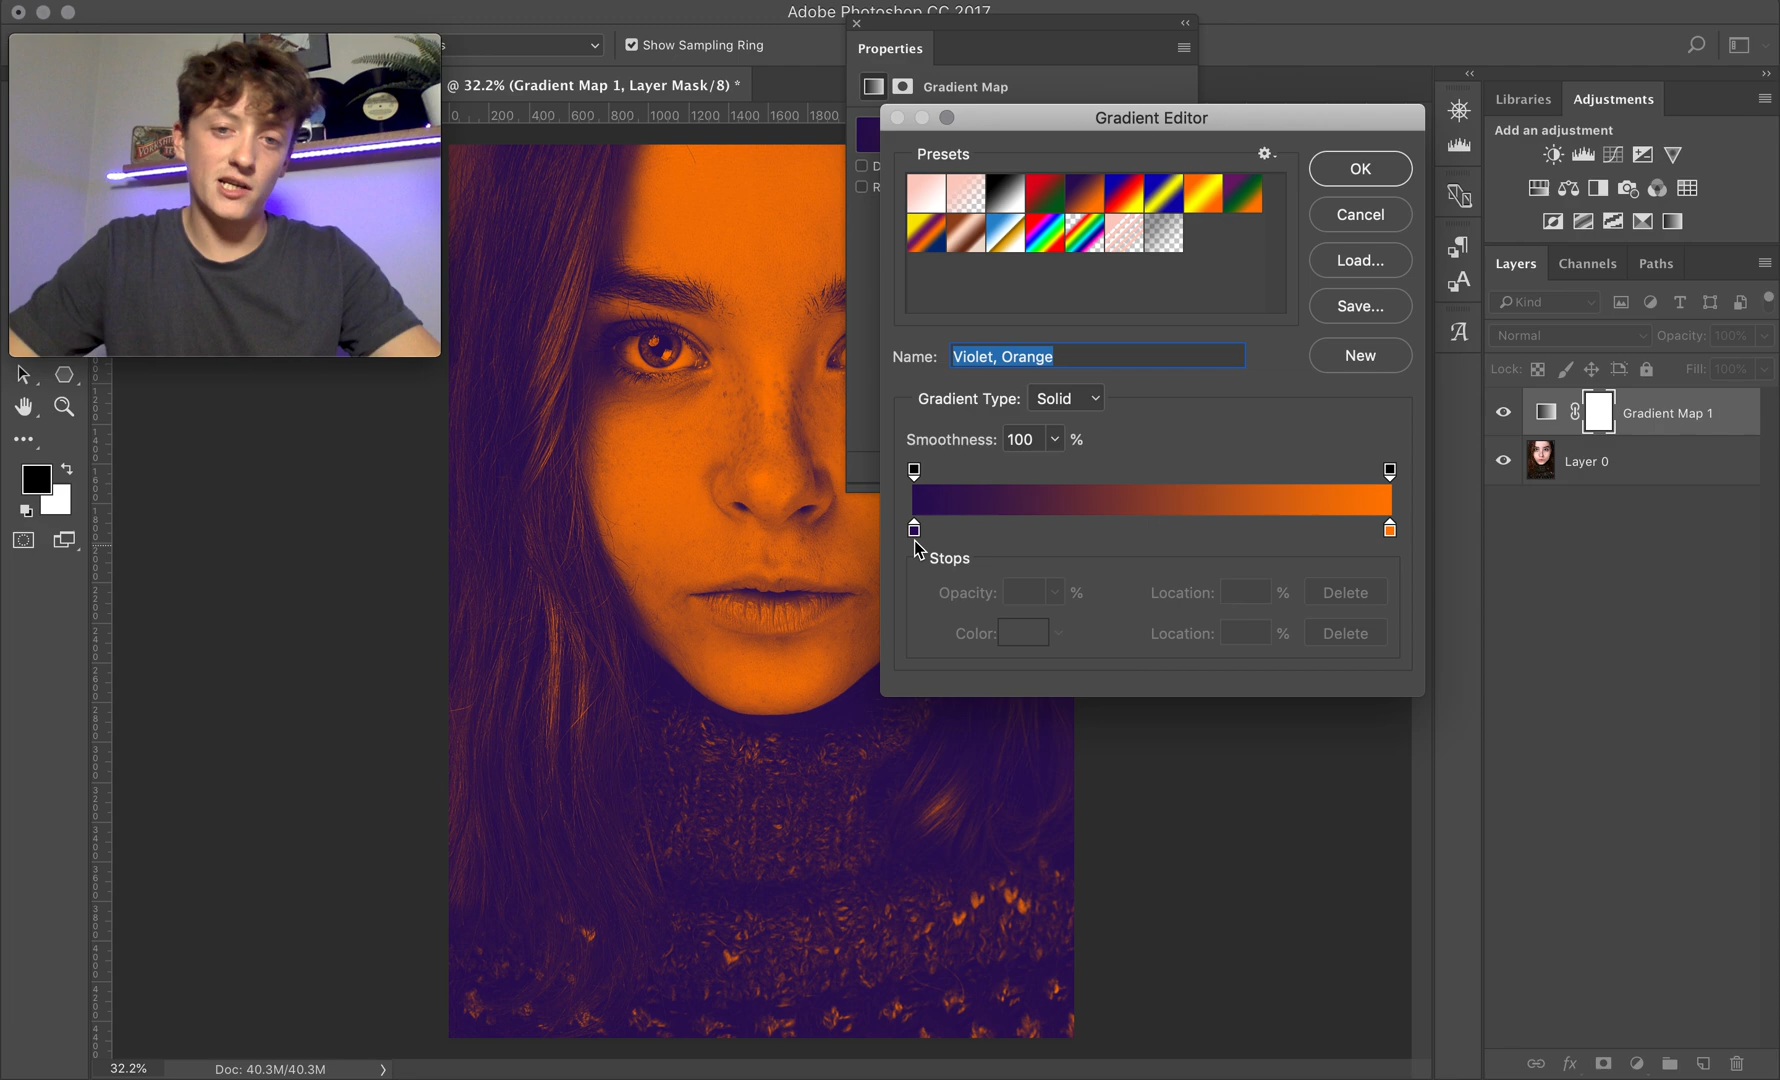 Adobe Photoshop CC 2017
Show Sampling Ring
@ 32.2% (Gradient Map 1, Layer Mask/8) *
0 200 400 600 800 1000 1200 1400 1600 1800
Properties
Gradient Map
Gradient Editor
Presets
OK
Cancel
Load...
Save...
Name: Violet, Orange
New
Gradient Type: Solid
Smoothness: 100 %
Stops
Opacity: %
Location: %
Delete
Color:
Location: %
Delete
Libraries
Adjustments
Add an adjustment
Layers
Channels
Paths
Kind
Normal
Opacity: 100%
Lock:
Fill: 100%
Gradient Map 1
Layer 0
32.2%
Doc: 40.3M/40.3M